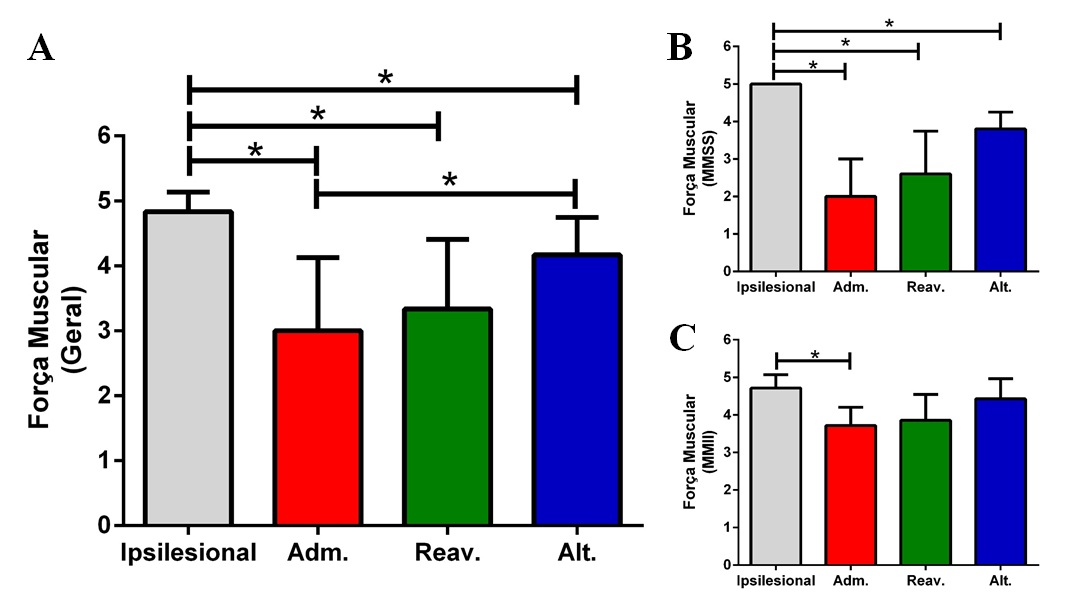 A
*
*
*
*
6
5
4
3
2
1
0
Força Muscular
(Geral)
Ipsilesional Adm. Reav. Alt.
B
*
*
*
6
5
4
3
2
1
0
Força Muscular
(MMSS)
Ipsilesional Adm. Reav. Alt.
C
*
6
5
4
3
2
1
0
Força Muscular
(MMII)
Ipsilesional Adm. Reav. Alt.